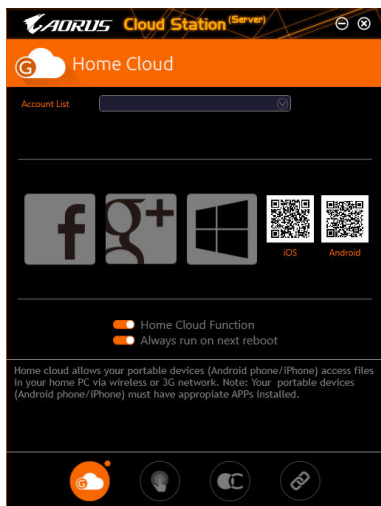 AORUS Cloud Station (Server)
G Home Cloud
Account List
f g+
iOS Android
Home Cloud Function
Always run on next reboot
Home cloud allows your portable devices (Android phone/iPhone) access files
in your home PC via wireless or 3G network. Note: Your portable devices
(Android phone/iPhone) must have appropiate APPs installed.
G